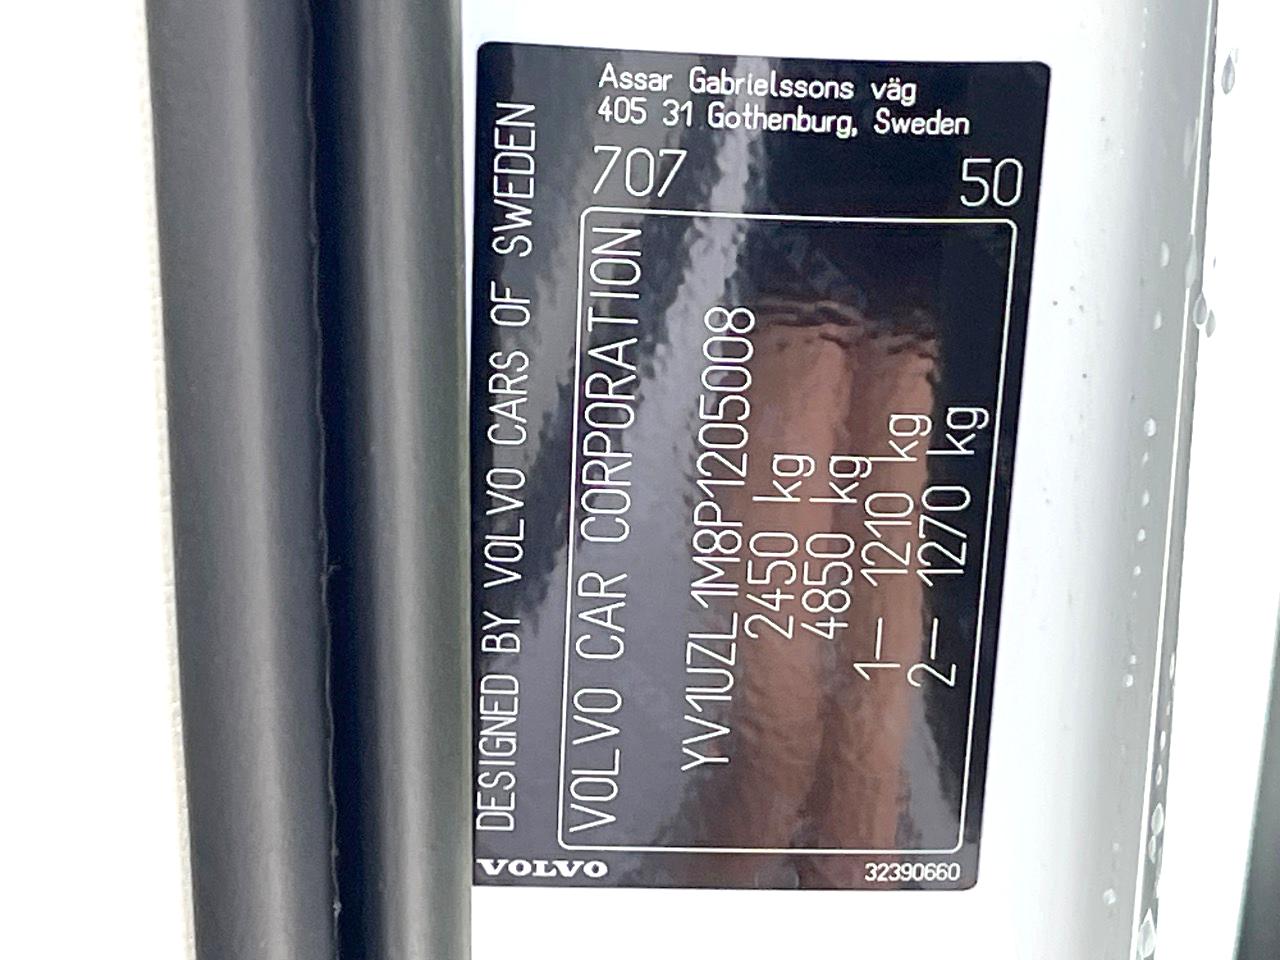 Assar Gabrielssons väg
405 31 Gothenburg, Sweden
707 50
DESIGNED BY VOLVO CARS OF SWEDEN
VOLVO CAR CORPORATION
YV1UZL1M8P1205008
2450 kg
4850 kg
1— 1210 kg
2— 1270 kg
VOLVO 32390660